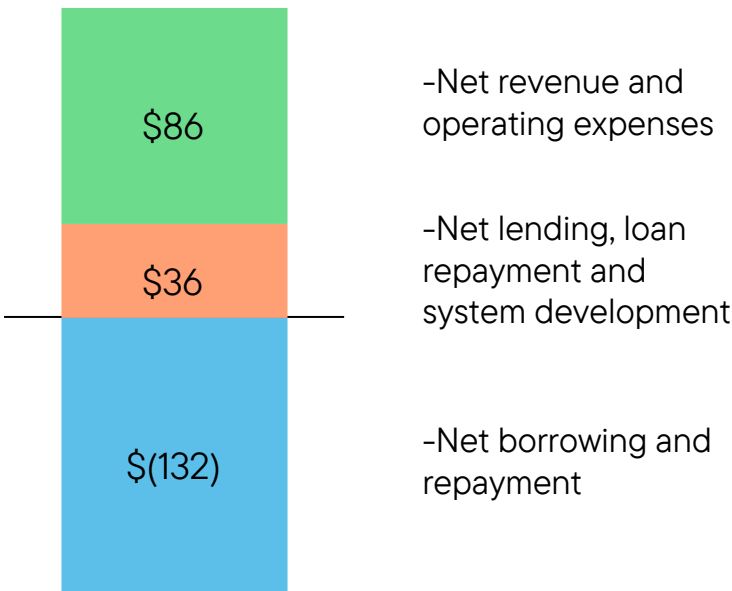 $86
-Net revenue and
operating expenses
$36
-Net lending, loan
repayment and
system development
$(132)
-Net borrowing and
repayment